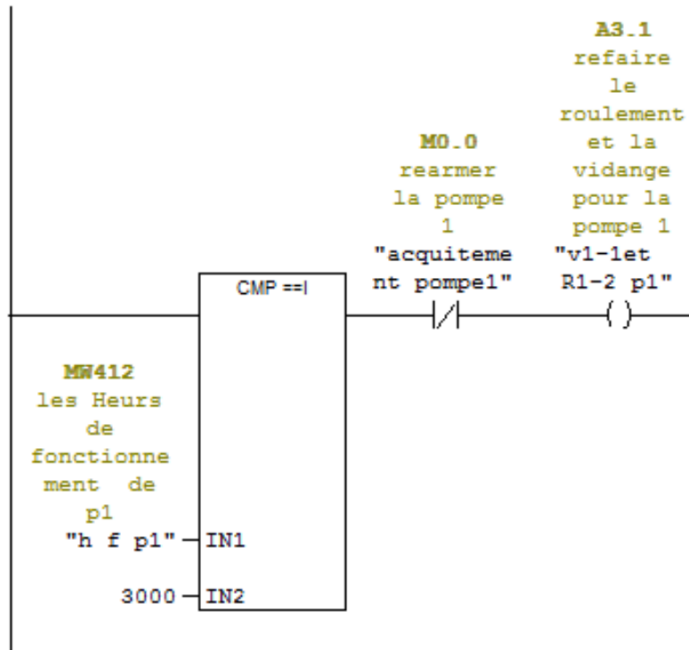 A3.1
refaire
le
roulement
et la
vidange
pour la
pompe 1
"v1-1et
R1-2 p1"
M0.0
rearmer
la pompe
1
"acquiteme
nt pompe1"
CMP ==I
MW412
les Heurs
de
fonctionne
ment de
p1
"h f p1"
IN1
3000
IN2